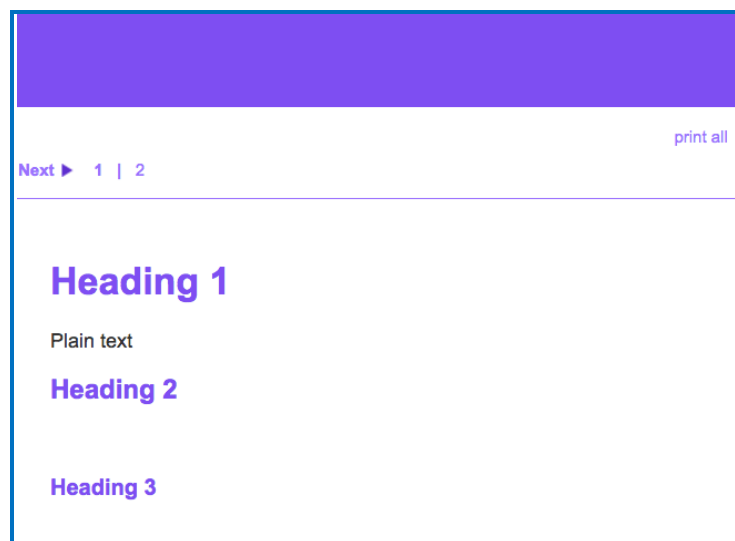 print all
Next ▶ 1 | 2
Heading 1
Plain text
Heading 2
Heading 3